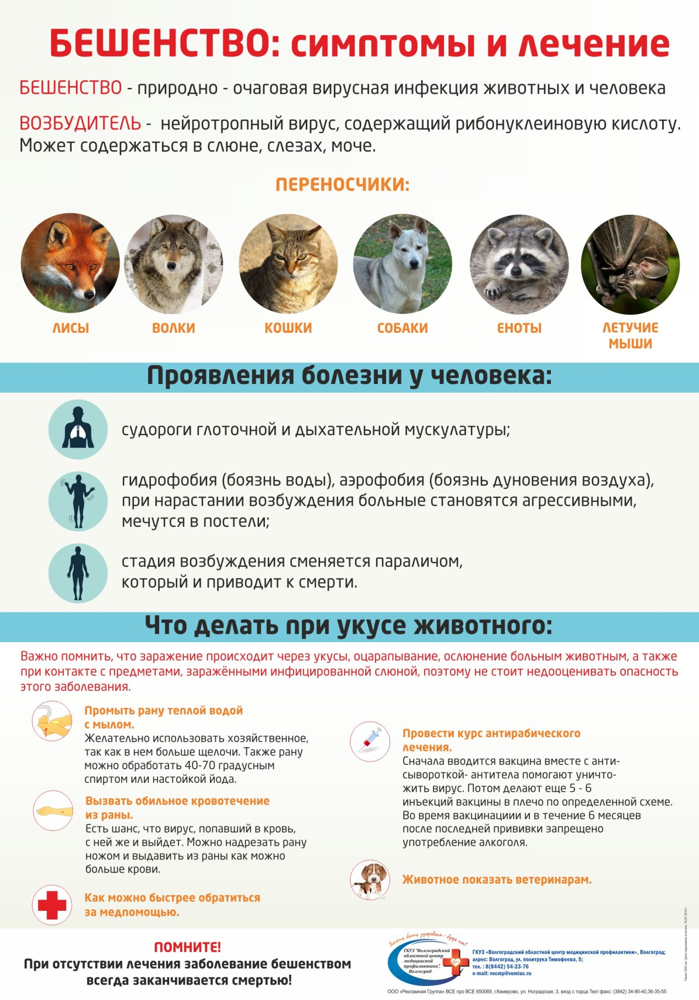 БЕШЕНСТВО: симптомы и лечение
БЕШЕНСТВО - природно - очаговая вирусная инфекция животных и человека
ВОЗБУДИТЕЛЬ - нейротропный вирус, содержащий рибонуклеиновую кислоту.
Может содержаться в слюне, слезах, моче.
ПЕРЕНОСЧИКИ:
ЛИСЫ
ВОЛКИ
КОШКИ
СОБАКИ
ЕНОТЫ
ЛЕТУЧИЕ
МЫШИ
Проявления болезни у человека:
судороги глоточной и дыхательной мускулатуры;
гидрофобия (боязнь воды), аэрофобия (боязнь дуновения воздуха),
при нарастании возбуждения больные становятся агрессивными,
мечутся в постели;
стадия возбуждения сменяется параличом,
который и приводит к смерти.
Что делать при укусе животного:
Важно помнить, что заражение происходит через укусы, оцарапывание, ослюнение больным животным, а также
при контакте с предметами, заражёнными инфицированной слюной, поэтому не стоит недооценивать опасность
этого заболевания.
Промыть рану теплой водой
с мылом.
Желательно использовать хозяйственное,
так как в нем больше щелочи. Также рану
можно обработать 40-70 градусным
спиртом или настойкой йода.
Вызвать обильное кровотечение
из раны.
Есть шанс, что вирус, попавший в кровь,
с ней же и выйдет. Можно надрезать рану
ножом и выдавить из раны как можно
больше крови.
Как можно быстрее обратиться
за медпомощью.
Провести курс антирабического
лечения.
Сначала вводится вакцина вместе с анти-
сывороткой- антитела помогают уничто-
жить вирус. Потом делают еще 5 - 6
инъекций вакцины в плечо по определенной схеме.
Во время вакцинациии и в течение 6 месяцев
после последней прививки запрещено
употребление алкоголя.
Животное показать ветеринарам.
ПОМНИТЕ!
При отсутствии лечения заболевание бешенством
всегда заканчивается смертью!
Хочешь быть здоровым - будь им!
ГКУЗ "Волгоградский
областной центр
медицинской
профилактики",
Волгоград
ГКУЗ «Волгоградский областной центр медицинской профилактики», Волгоград;
адрес: Волгоград, ул. политрука Тимофеева, 5;
тел. : 8(8442) 54-23-76
e-mail: vocmp@vomiac.ru
ООО «Рекламная Группа» ВСЕ про ВСЕ 650069, г.Кемерово, ул. Ноградская, 3, вход с торца Тел/ факс: (3842) 34-90-40,36-35-55
Тираж 1500 экз Дата подписания в печать: 16.07.2014 г.